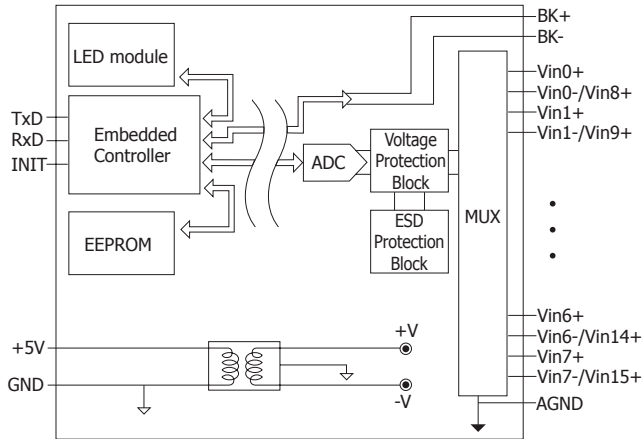 BK+
BK-
LED module
Vin0+
Vin0-/Vin8+
Vin1+
Vin1-/Vin9+
TxD
RxD
INIT
Embedded
Controller
ADC
Voltage
Protection
Block
MUX
EEPROM
ESD
Protection
Block
Vin6+
Vin6-/Vin14+
Vin7+
Vin7-/Vin15+
AGND
+5V
GND
+V
-V